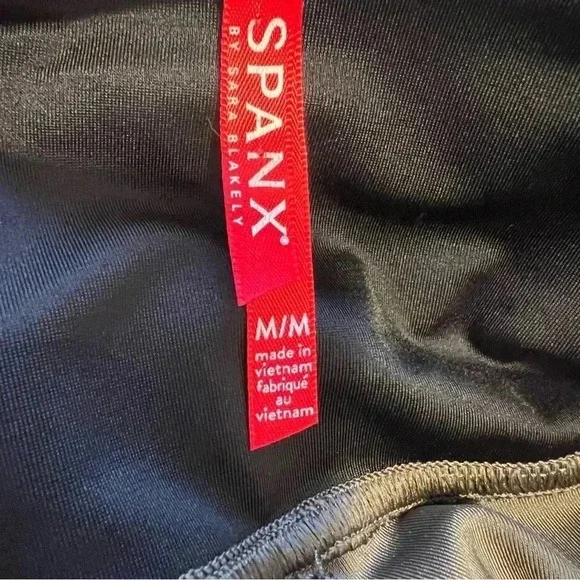 SPANX®
BY SARA BLAKELY
M/M
made in
vietnam
fabriqué
au
vietnam